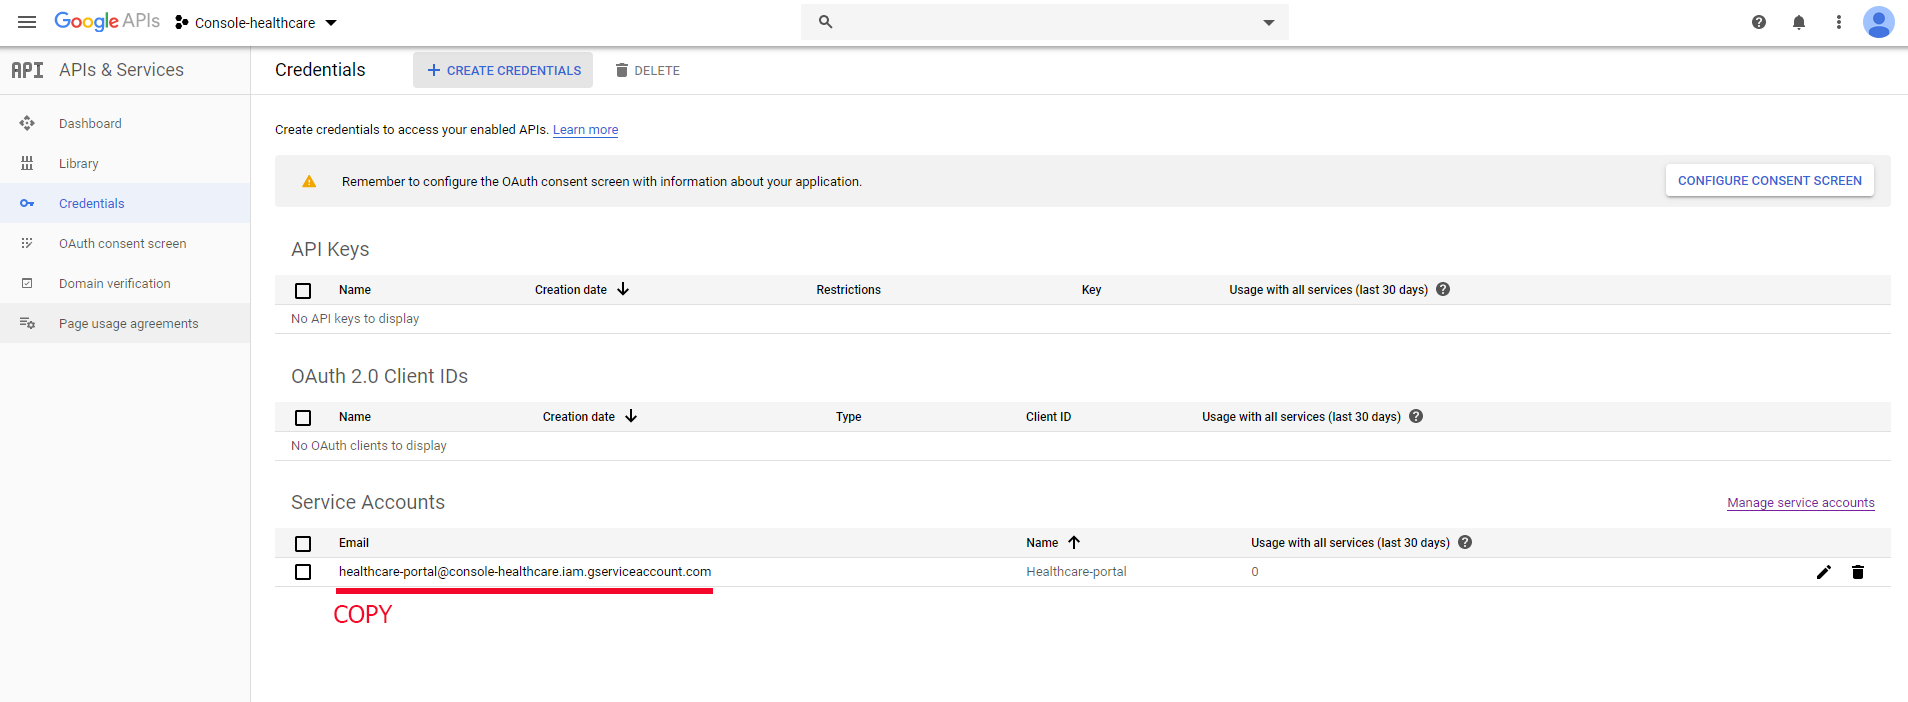 Google APIs Console-healthcare
API APIs & Services
Credentials + CREATE CREDENTIALS DELETE
Dashboard
Library
Credentials
OAuth consent screen
Domain verification
Page usage agreements
Create credentials to access your enabled APIs. Learn more
Remember to configure the OAuth consent screen with information about your application. CONFIGURE CONSENT SCREEN
API Keys
Name Creation date Restrictions Key Usage with all services (last 30 days)
No API keys to display
OAuth 2.0 Client IDs
Name Creation date Type Client ID Usage with all services (last 30 days)
No OAuth clients to display
Service Accounts Manage service accounts
Email Name Usage with all services (last 30 days)
healthcare-portal@console-healthcare.iam.gserviceaccount.com Healthcare-portal 0
COPY